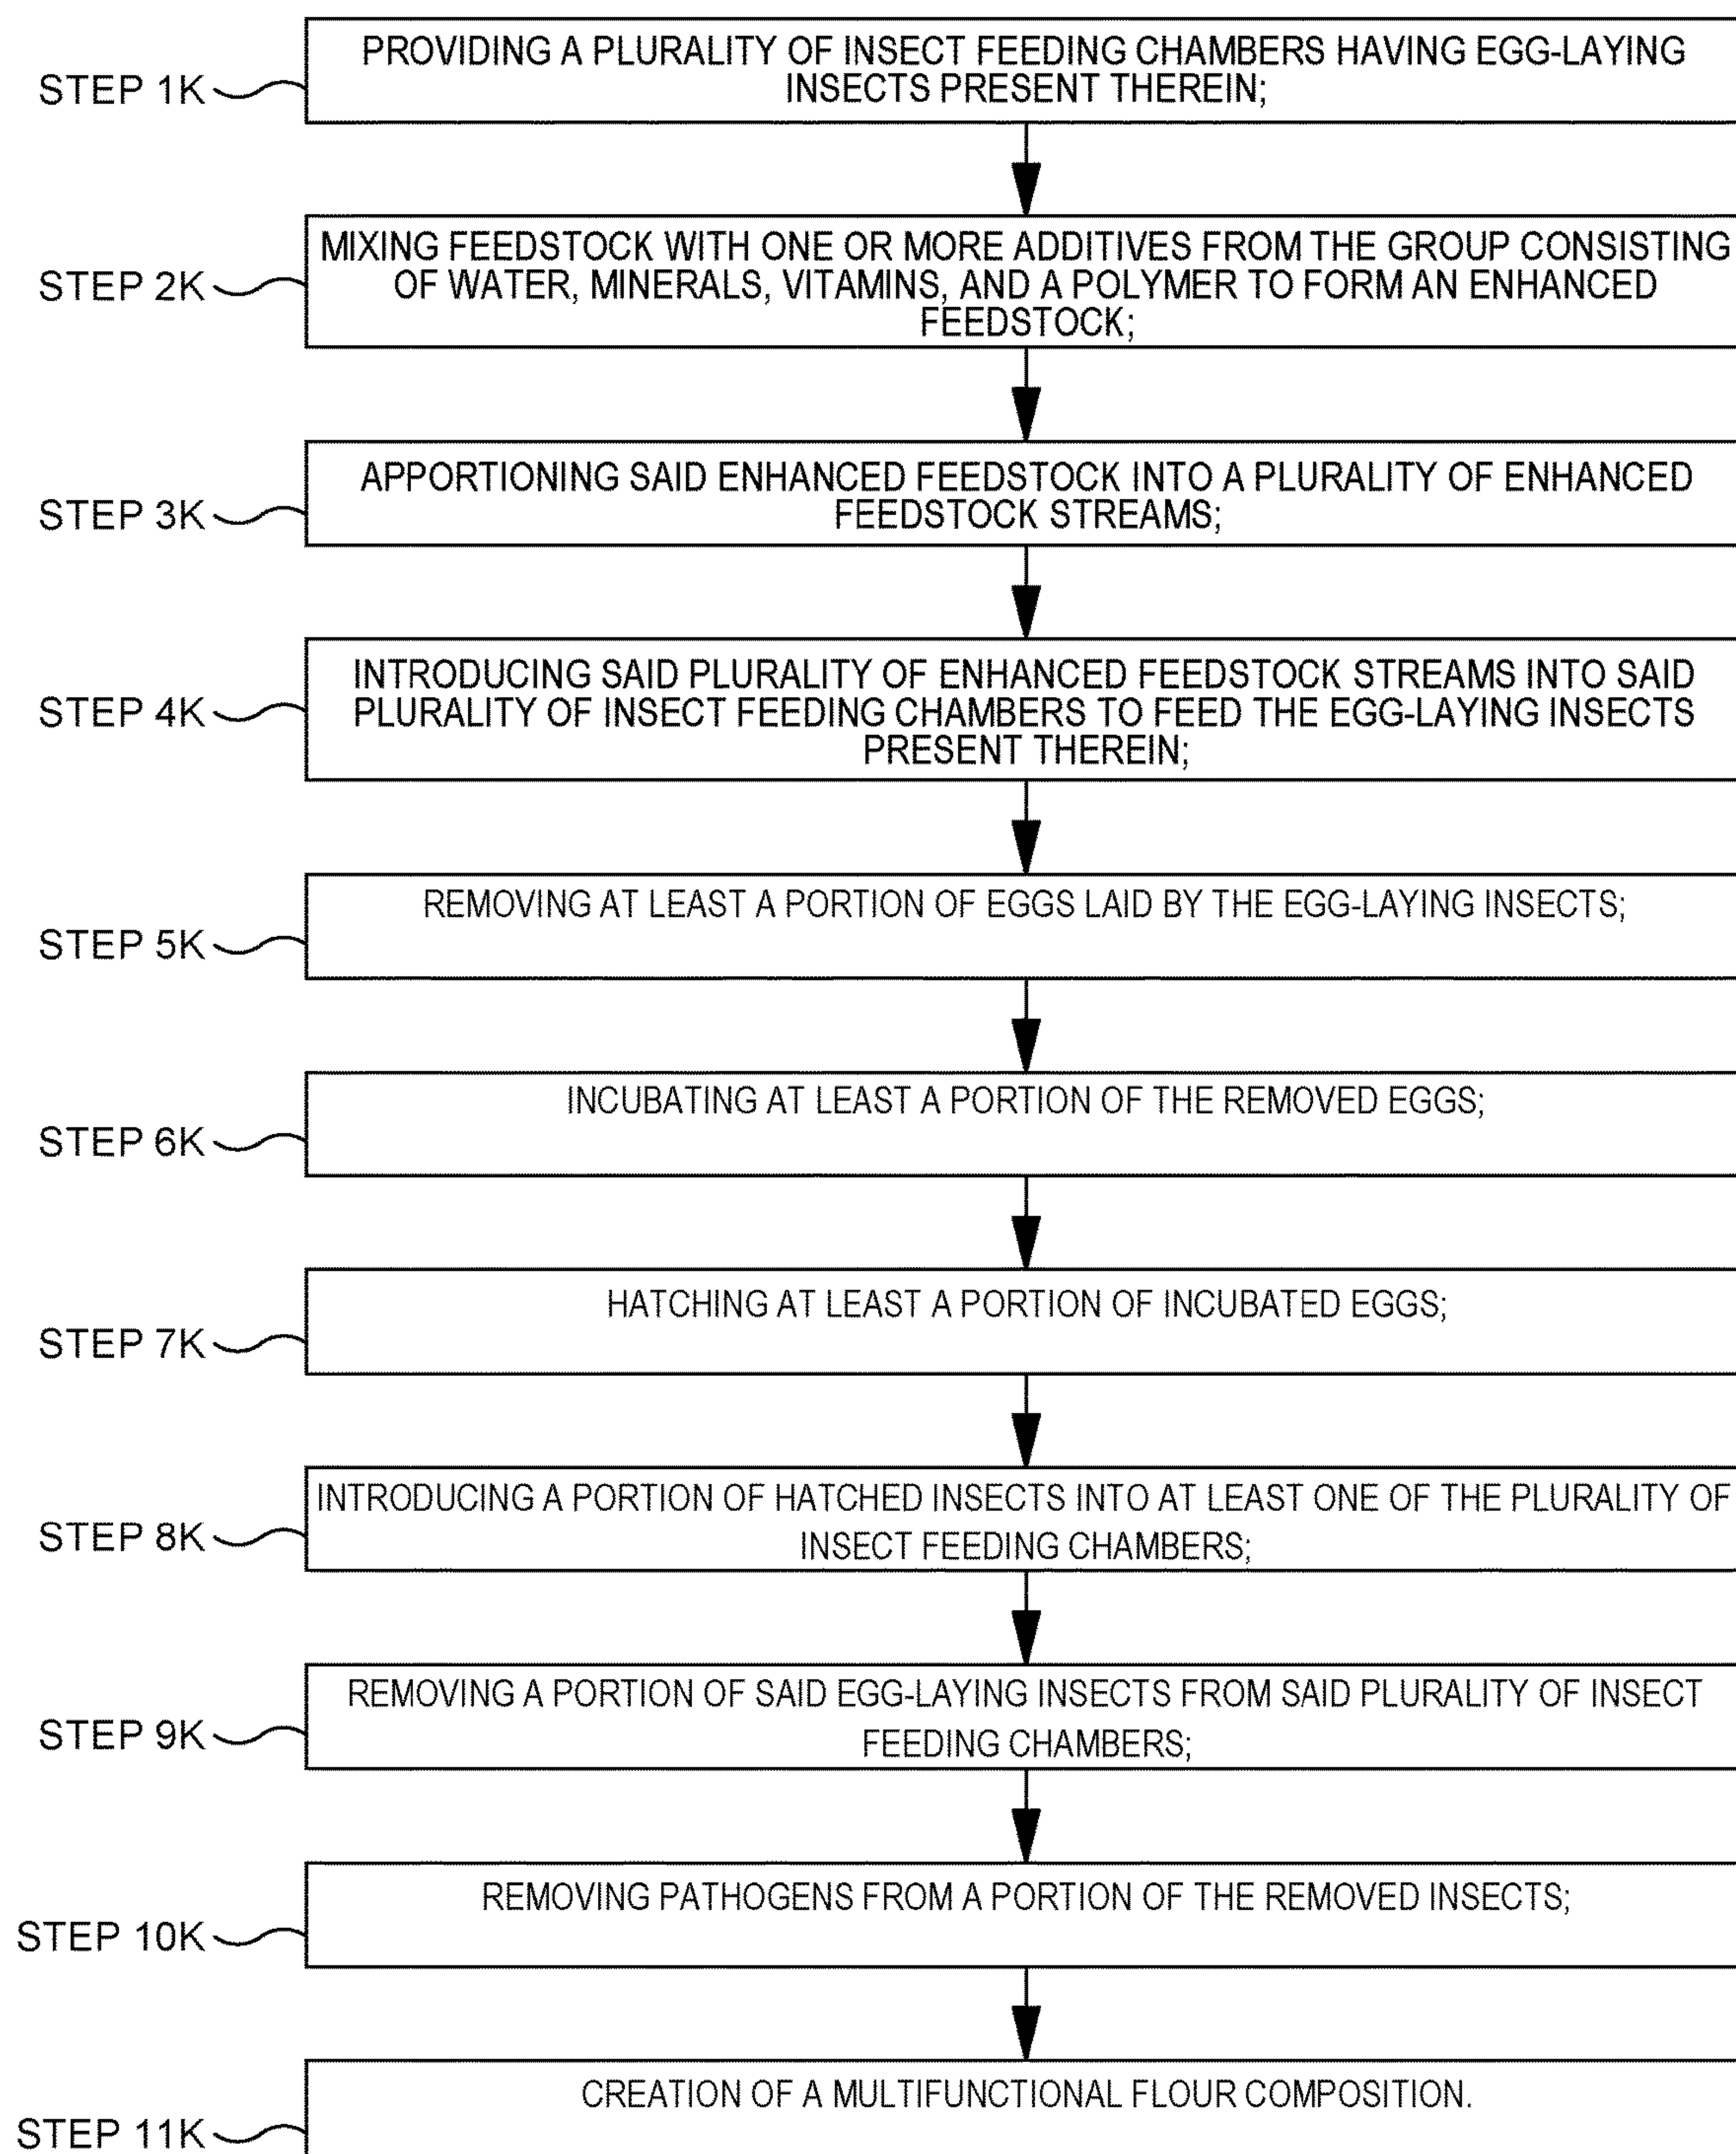 PROVIDING A PLURALITY OF INSECT FEEDING CHAMBERS HAVING EGG-LAYING
INSECTS PRESENT THEREIN;
STEP 1K
MIXING FEEDSTOCK WITH ONE OR MORE ADDITIVES FROM THE GROUP CONSISTING
OF WATER, MINERALS, VITAMINS, AND A POLYMER TO FORM AN ENHANCED
FEEDSTOCK;
STEP 2K
APPORTIONING SAID ENHANCED FEEDSTOCK INTO A PLURALITY OF ENHANCED
FEEDSTOCK STREAMS;
STEP 3K
INTRODUCING SAID PLURALITY OF ENHANCED FEEDSTOCK STREAMS INTO SAID
PLURALITY OF INSECT FEEDING CHAMBERS TO FEED THE EGG-LAYING INSECTS
PRESENT THEREIN;
STEP 4K
REMOVING AT LEAST A PORTION OF EGGS LAID BY THE EGG-LAYING INSECTS;
STEP 5K
INCUBATING AT LEAST A PORTION OF THE REMOVED EGGS;
STEP 6K
HATCHING AT LEAST A PORTION OF INCUBATED EGGS;
STEP 7K
INTRODUCING A PORTION OF HATCHED INSECTS INTO AT LEAST ONE OF THE PLURALITY OF
INSECT FEEDING CHAMBERS;
STEP 8K
REMOVING A PORTION OF SAID EGG-LAYING INSECTS FROM SAID PLURALITY OF INSECT
FEEDING CHAMBERS;
STEP 9K
REMOVING PATHOGENS FROM A PORTION OF THE REMOVED INSECTS;
STEP 10K
CREATION OF A MULTIFUNCTIONAL FLOUR COMPOSITION.
STEP 11K